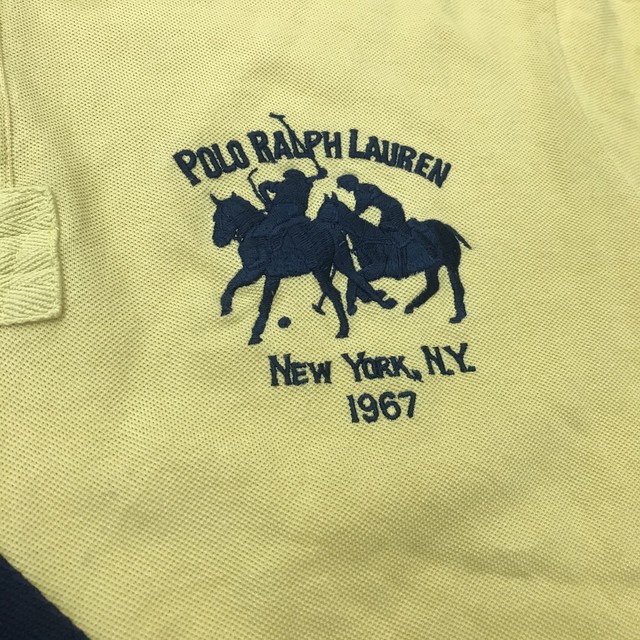 POLO RALPH LAUREN
NEW YORK, N.Y.
1967